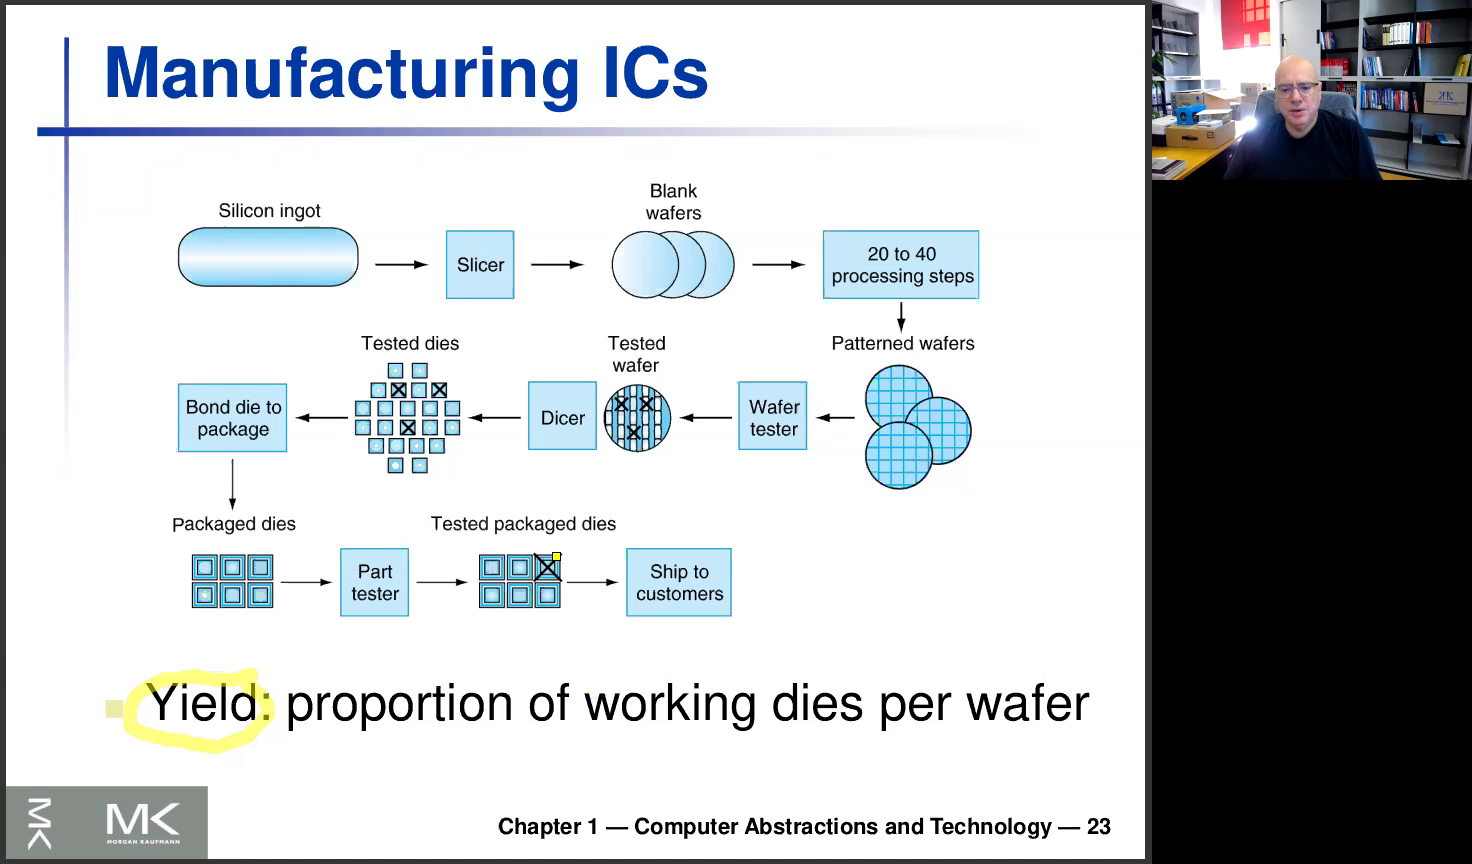 Manufacturing ICs
Silicon ingot
Slicer
Blank
wafers
20 to 40
processing steps
Patterned wafers
Wafer
tester
Tested
wafer
Dicer
Tested dies
Bond die to
package
Packaged dies
Part
tester
Tested packaged dies
Ship to
customers
Yield: proportion of working dies per wafer
MK
MK
MORGAN KAUFMANN
Chapter 1 — Computer Abstractions and Technology — 23